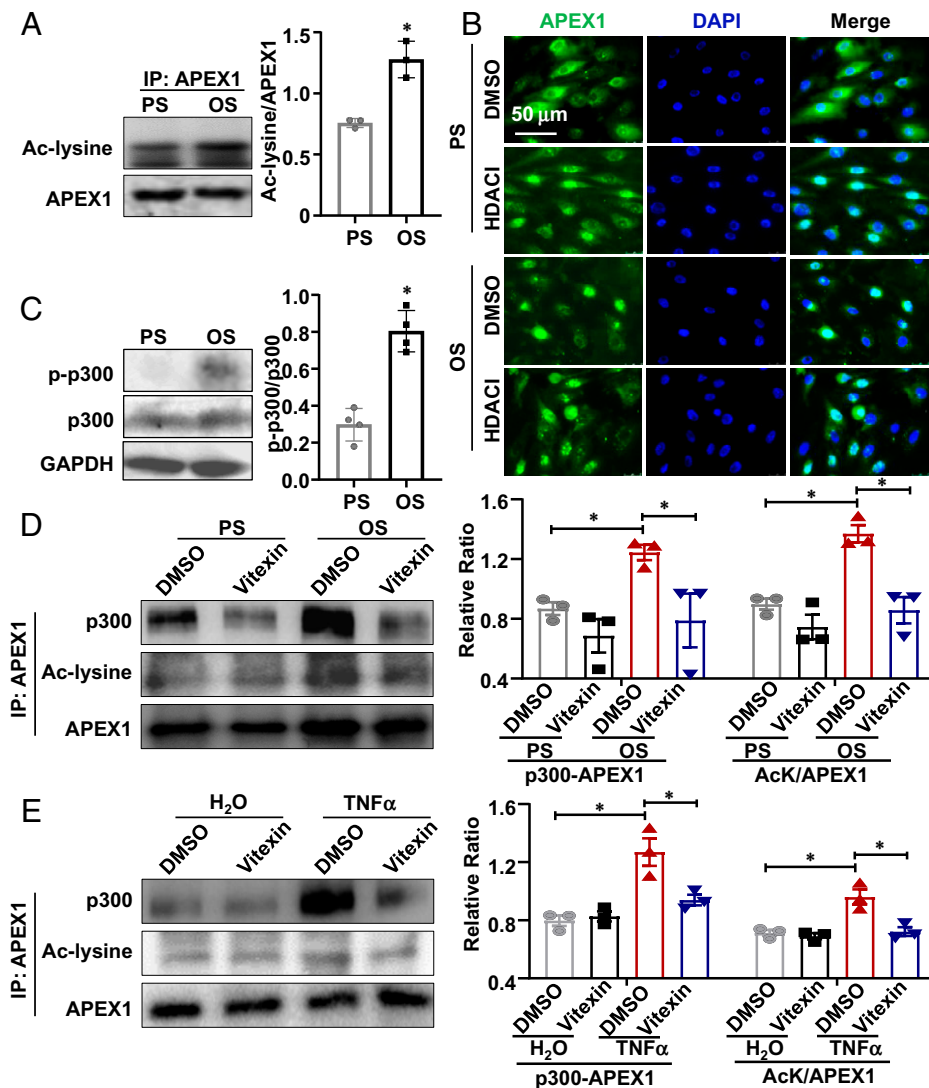 A
IP: APEX1
PS OS
Ac-lysine
APEX1
Ac-lysine/APEX1
1.5
1.0
0.5
0
*
PS OS
B
APEX1 DAPI Merge
PS
DMSO
50 μm
HDACI
OS
DMSO
HDACI
C
PS OS
p-p300
p300
GAPDH
p-p300/p300
1.0
0.8
0.6
0.4
0.2
0.0
*
PS OS
D
PS OS
DMSO Vitexin DMSO Vitexin
IP: APEX1
p300
Ac-lysine
APEX1
Relative Ratio
1.6
1.2
0.8
0.4
* * * *
DMSO Vitexin DMSO Vitexin DMSO Vitexin DMSO Vitexin
PS OS PS OS
p300-APEX1 AcK/APEX1
E
H₂O TNFα
DMSO Vitexin DMSO Vitexin
IP: APEX1
p300
Ac-lysine
APEX1
Relative Ratio
1.6
1.2
0.8
0.4
* * * *
DMSO Vitexin DMSO Vitexin DMSO Vitexin DMSO Vitexin
H₂O TNFα H₂O TNFα
p300-APEX1 AcK/APEX1